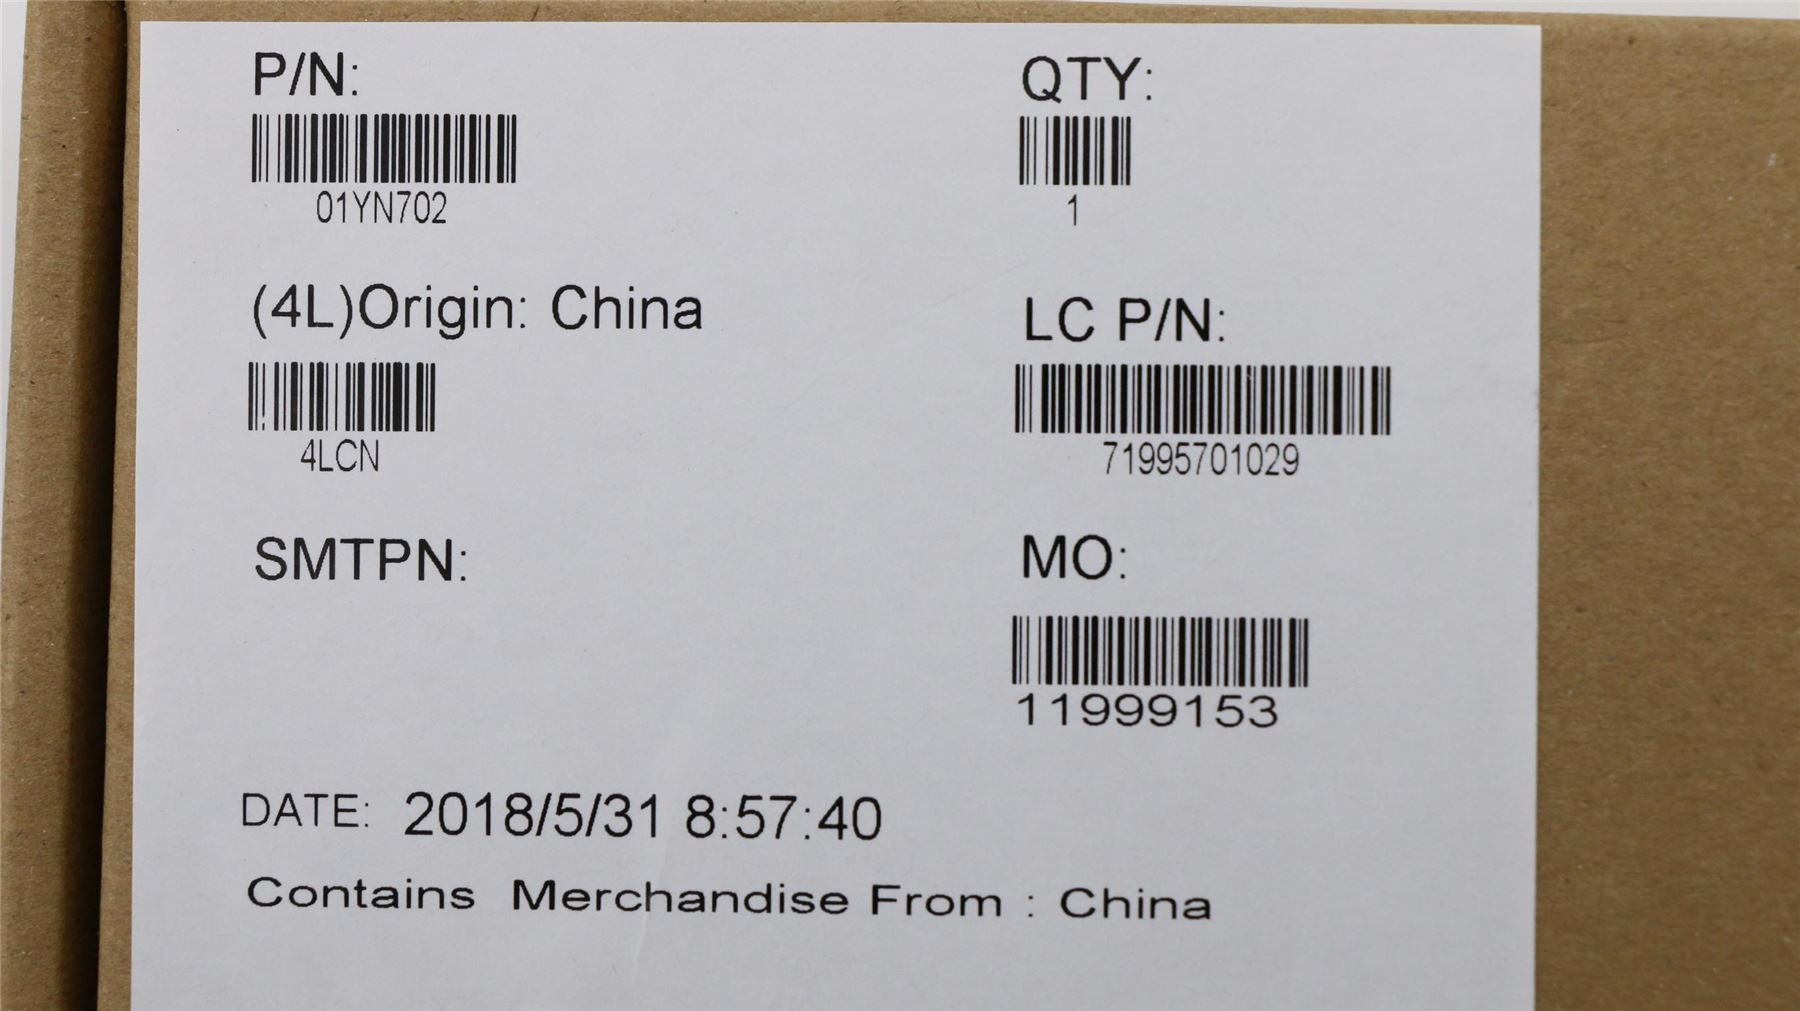 P/N:
01YN702
QTY:
1
(4L)Origin: China
4LCN
LC P/N:
71995701029
SMTPN:
MO:
11999153
DATE: 2018/5/31 8:57:40
Contains Merchandise From : China